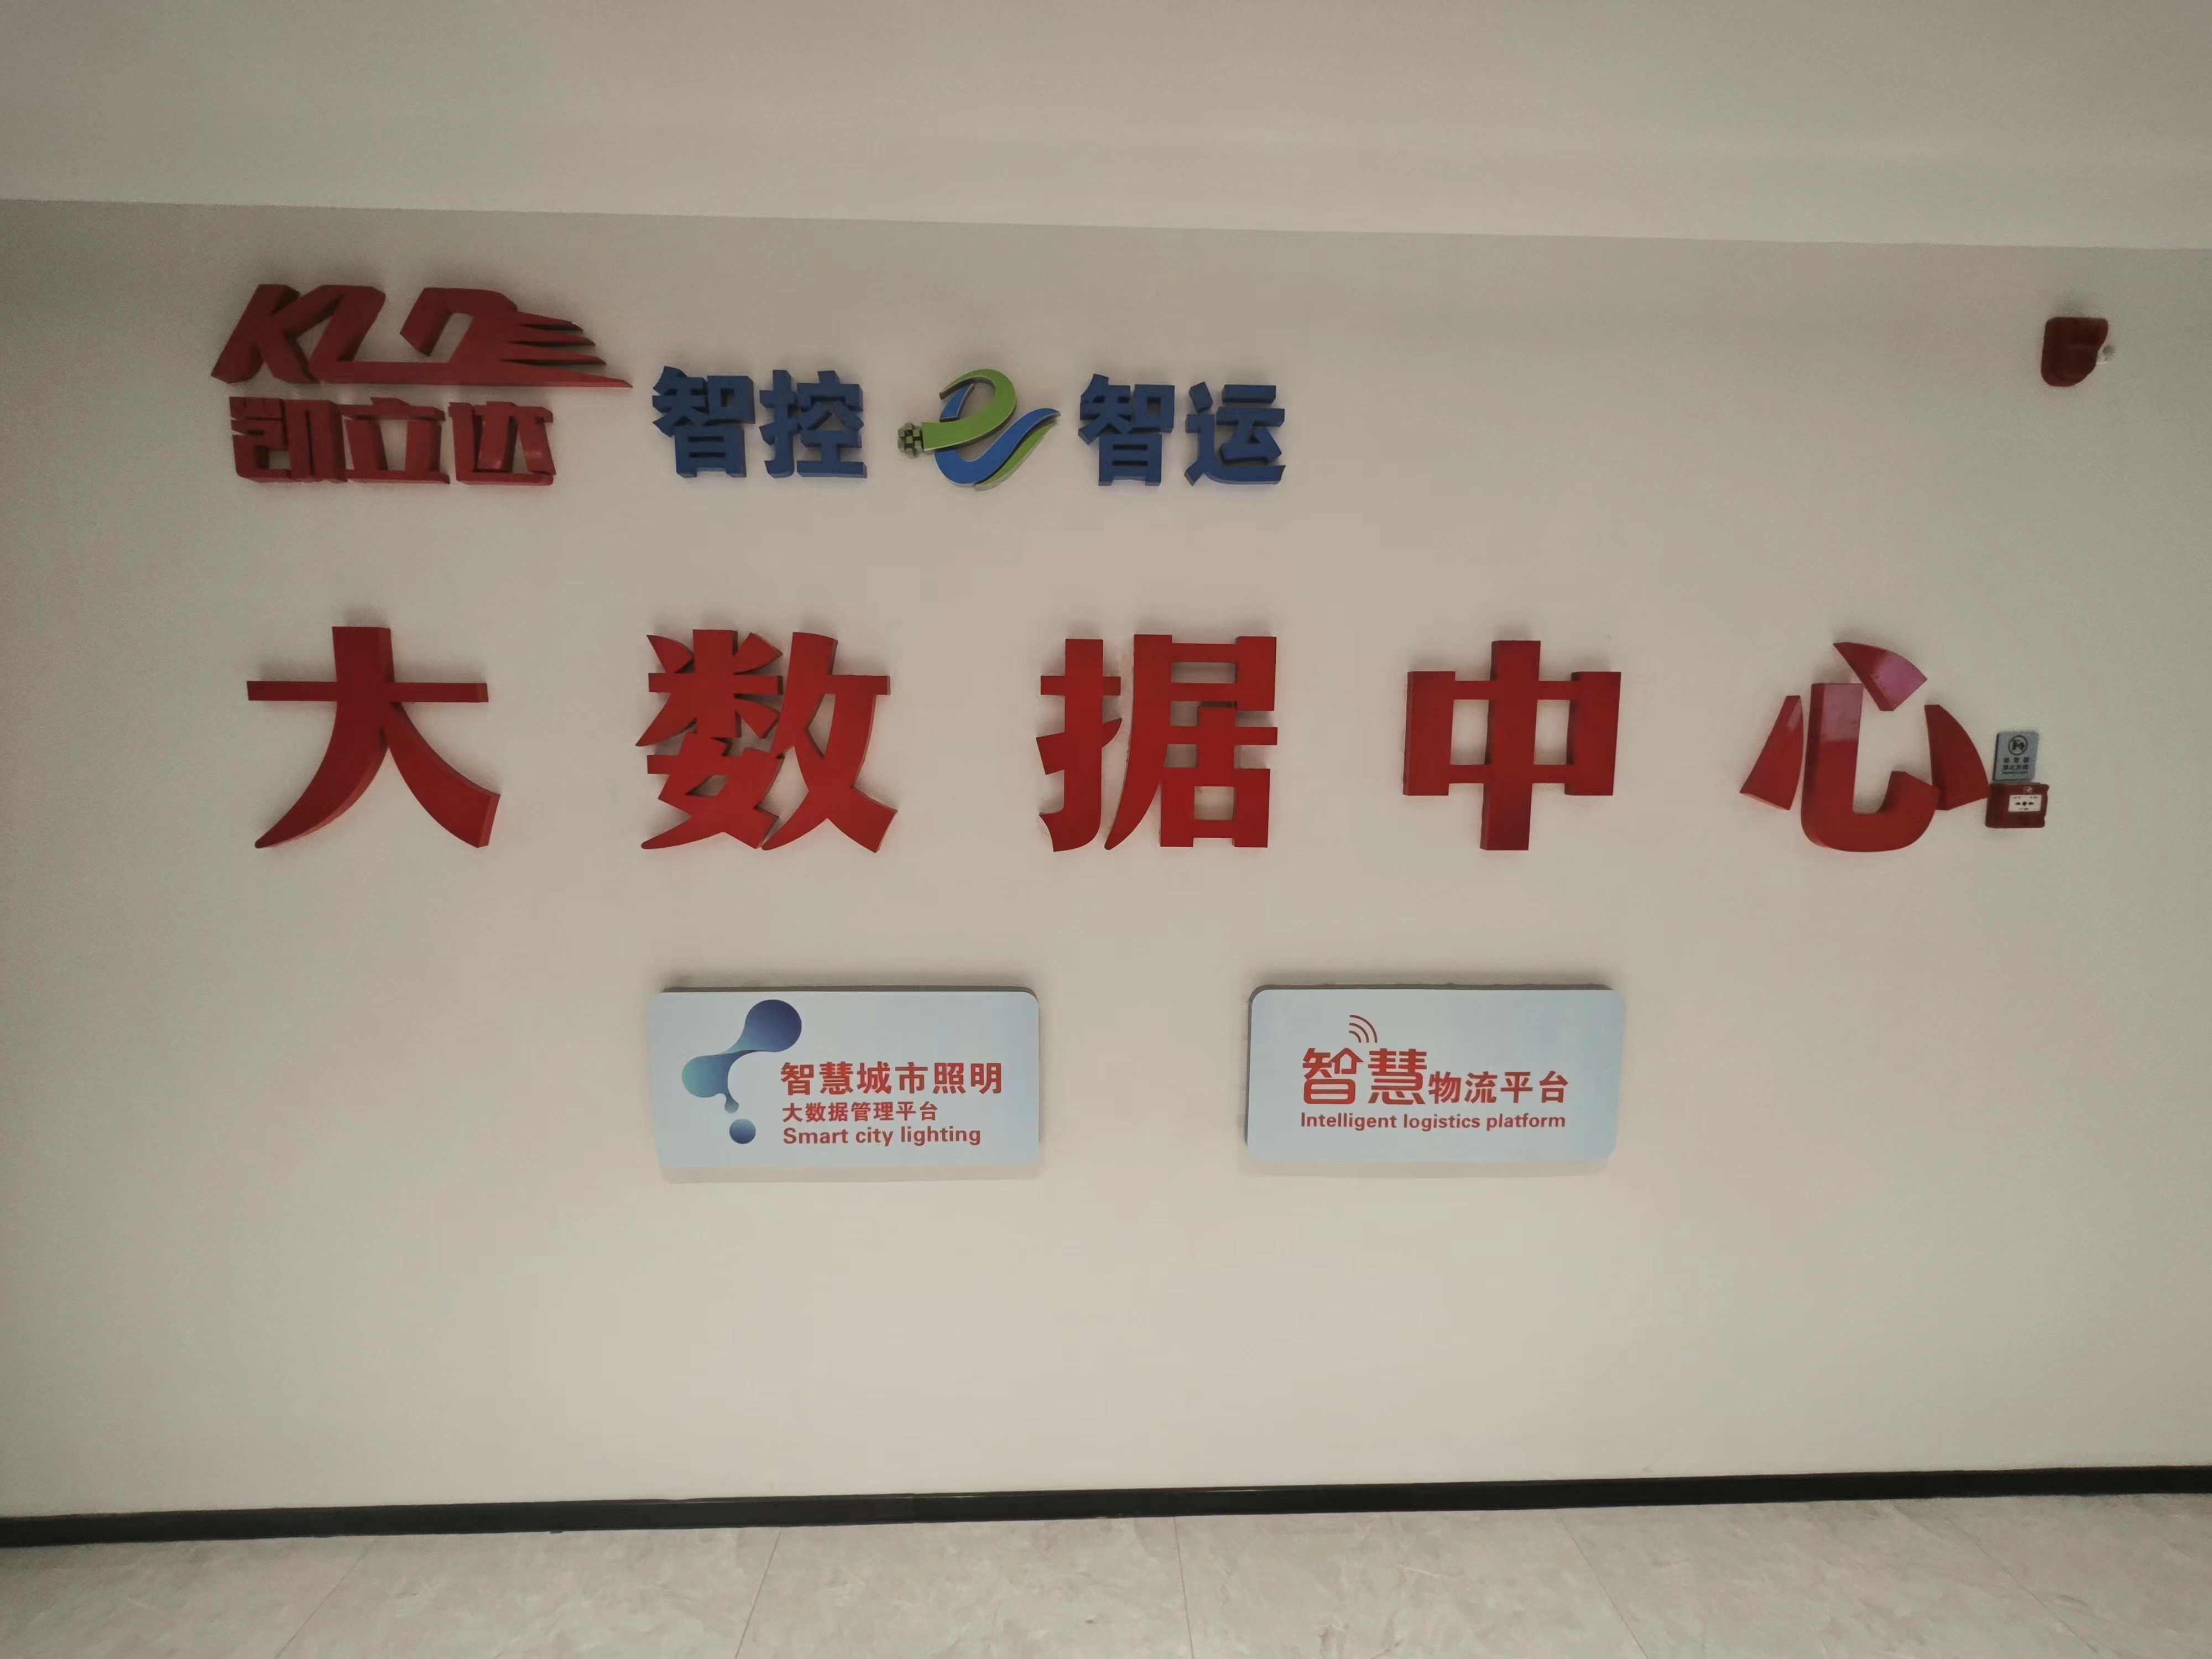 KLD
凯立达
智控 e 智运
大数据中心
智慧城市照明
大数据管理平台
Smart city lighting
智慧物流平台
Intelligent logistics platform